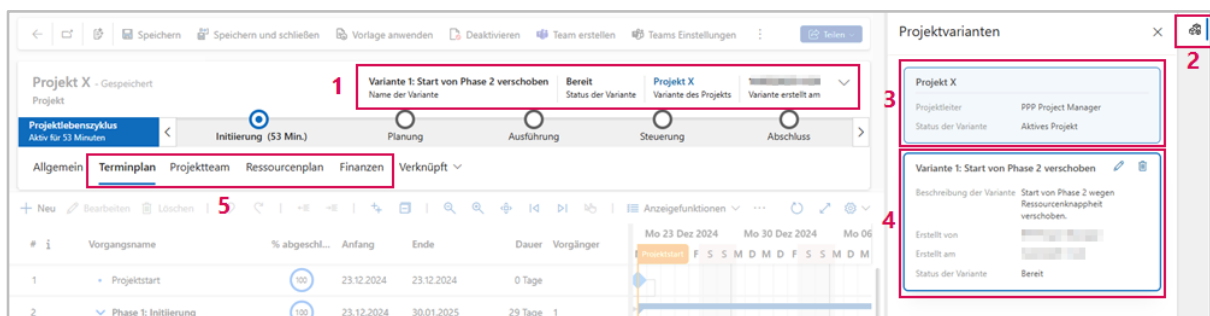 Speichern Speichern und schließen Vorlage anwenden Deaktivieren Team erstellen Teams Einstellungen Teilen
Projektvarianten
2
Projekt X - Gespeichert
Projekt
1
Variante 1: Start von Phase 2 verschoben Bereit Projekt X
Name der Variante Status der Variante Variante des Projekts Variante erstellt am
3
Projekt X
Projektleiter PPP Project Manager
Status der Variante Aktives Projekt
Projektlebenszyklus
Aktiv für 53 Minuten
Initiierung (53 Min.) Planung Ausführung Steuerung Abschluss
Allgemein Terminplan Projektteam Ressourcenplan Finanzen Verknüpft
5
4
Variante 1: Start von Phase 2 verschoben
Beschreibung der Variante Start von Phase 2 wegen
Ressourcenknappheit
verschoben.
Erstellt von
Erstellt am
Status der Variante Bereit
Neu Bearbeiten Löschen Anzeigefunktionen
# i Vorgangsname % abgeschl... Anfang Ende Dauer Vorgänger
Mo 23 Dez 2024 Mo 30 Dez 2024 Mo 06
Projektstart F S S M D M D F S S M D M
1 Projektstart 100 23.12.2024 23.12.2024 0 Tage
2 Phase 1: Initiierung 100 23.12.2024 30.01.2025 29 Tage 1